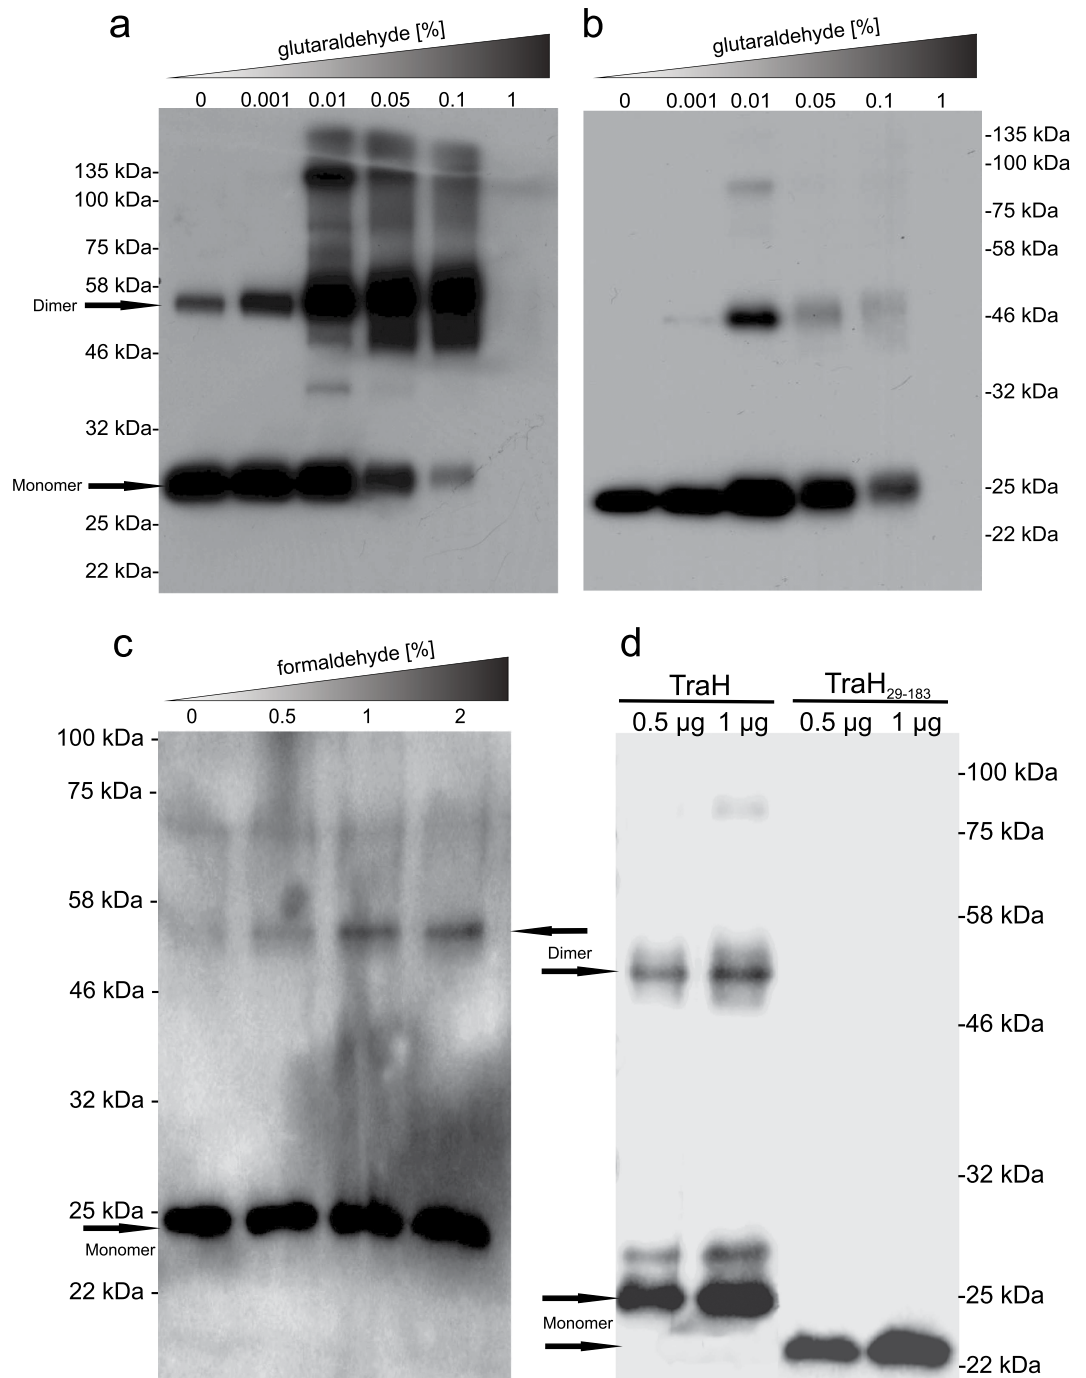 a
glutaraldehyde [%]
0 0.001 0.01 0.05 0.1 1
135 kDa-
100 kDa-
75 kDa-
58 kDa-
Dimer
46 kDa-
32 kDa-
Monomer
25 kDa-
22 kDa-
b
glutaraldehyde [%]
0 0.001 0.01 0.05 0.1 1
-135 kDa
-100 kDa
-75 kDa
-58 kDa
-46 kDa
-32 kDa
-25 kDa
-22 kDa
c
formaldehyde [%]
0 0.5 1 2
100 kDa -
75 kDa -
58 kDa -
46 kDa -
32 kDa -
25 kDa -
Monomer
22 kDa -
d
TraH TraH29-183
0.5 µg 1 µg 0.5 µg 1 µg
-100 kDa
-75 kDa
-58 kDa
Dimer
-46 kDa
-32 kDa
-25 kDa
Monomer
-22 kDa